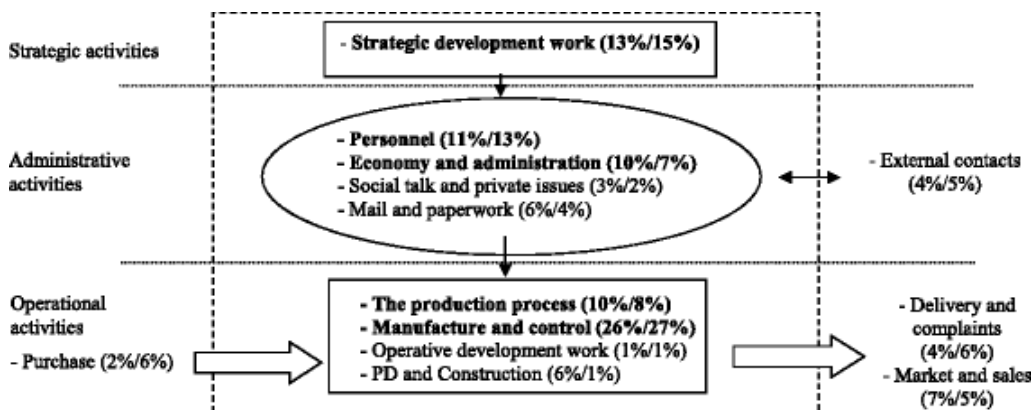 Strategic activities
- Strategic development work (13%/15%)
Administrative
activities
- Personnel (11%/13%)
- Economy and administration (10%/7%)
- Social talk and private issues (3%/2%)
- Mail and paperwork (6%/4%)
- External contacts
(4%/5%)
Operational
activities
- Purchase (2%/6%)
- The production process (10%/8%)
- Manufacture and control (26%/27%)
- Operative development work (1%/1%)
- PD and Construction (6%/1%)
- Delivery and
complaints
(4%/6%)
- Market and sales
(7%/5%)